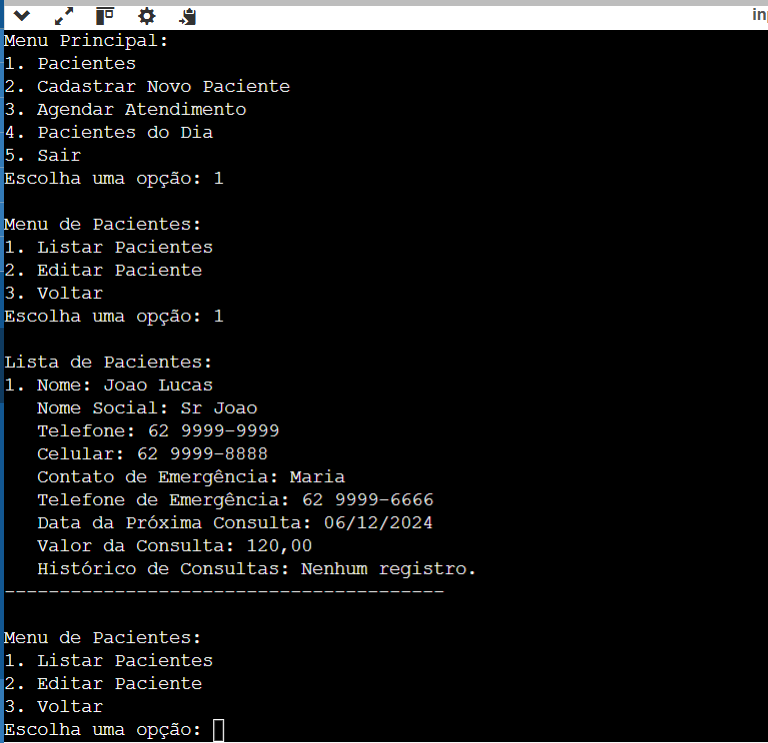 Menu Principal:
1. Pacientes
2. Cadastrar Novo Paciente
3. Agendar Atendimento
4. Pacientes do Dia
5. Sair
Escolha uma opção: 1
Menu de Pacientes:
1. Listar Pacientes
2. Editar Paciente
3. Voltar
Escolha uma opção: 1
Lista de Pacientes:
1. Nome: Joao Lucas
Nome Social: Sr Joao
Telefone: 62 9999-9999
Celular: 62 9999-8888
Contato de Emergência: Maria
Telefone de Emergência: 62 9999-6666
Data da Próxima Consulta: 06/12/2024
Valor da Consulta: 120,00
Histórico de Consultas: Nenhum registro.
----------------------------------------
Menu de Pacientes:
1. Listar Pacientes
2. Editar Paciente
3. Voltar
Escolha uma opção: